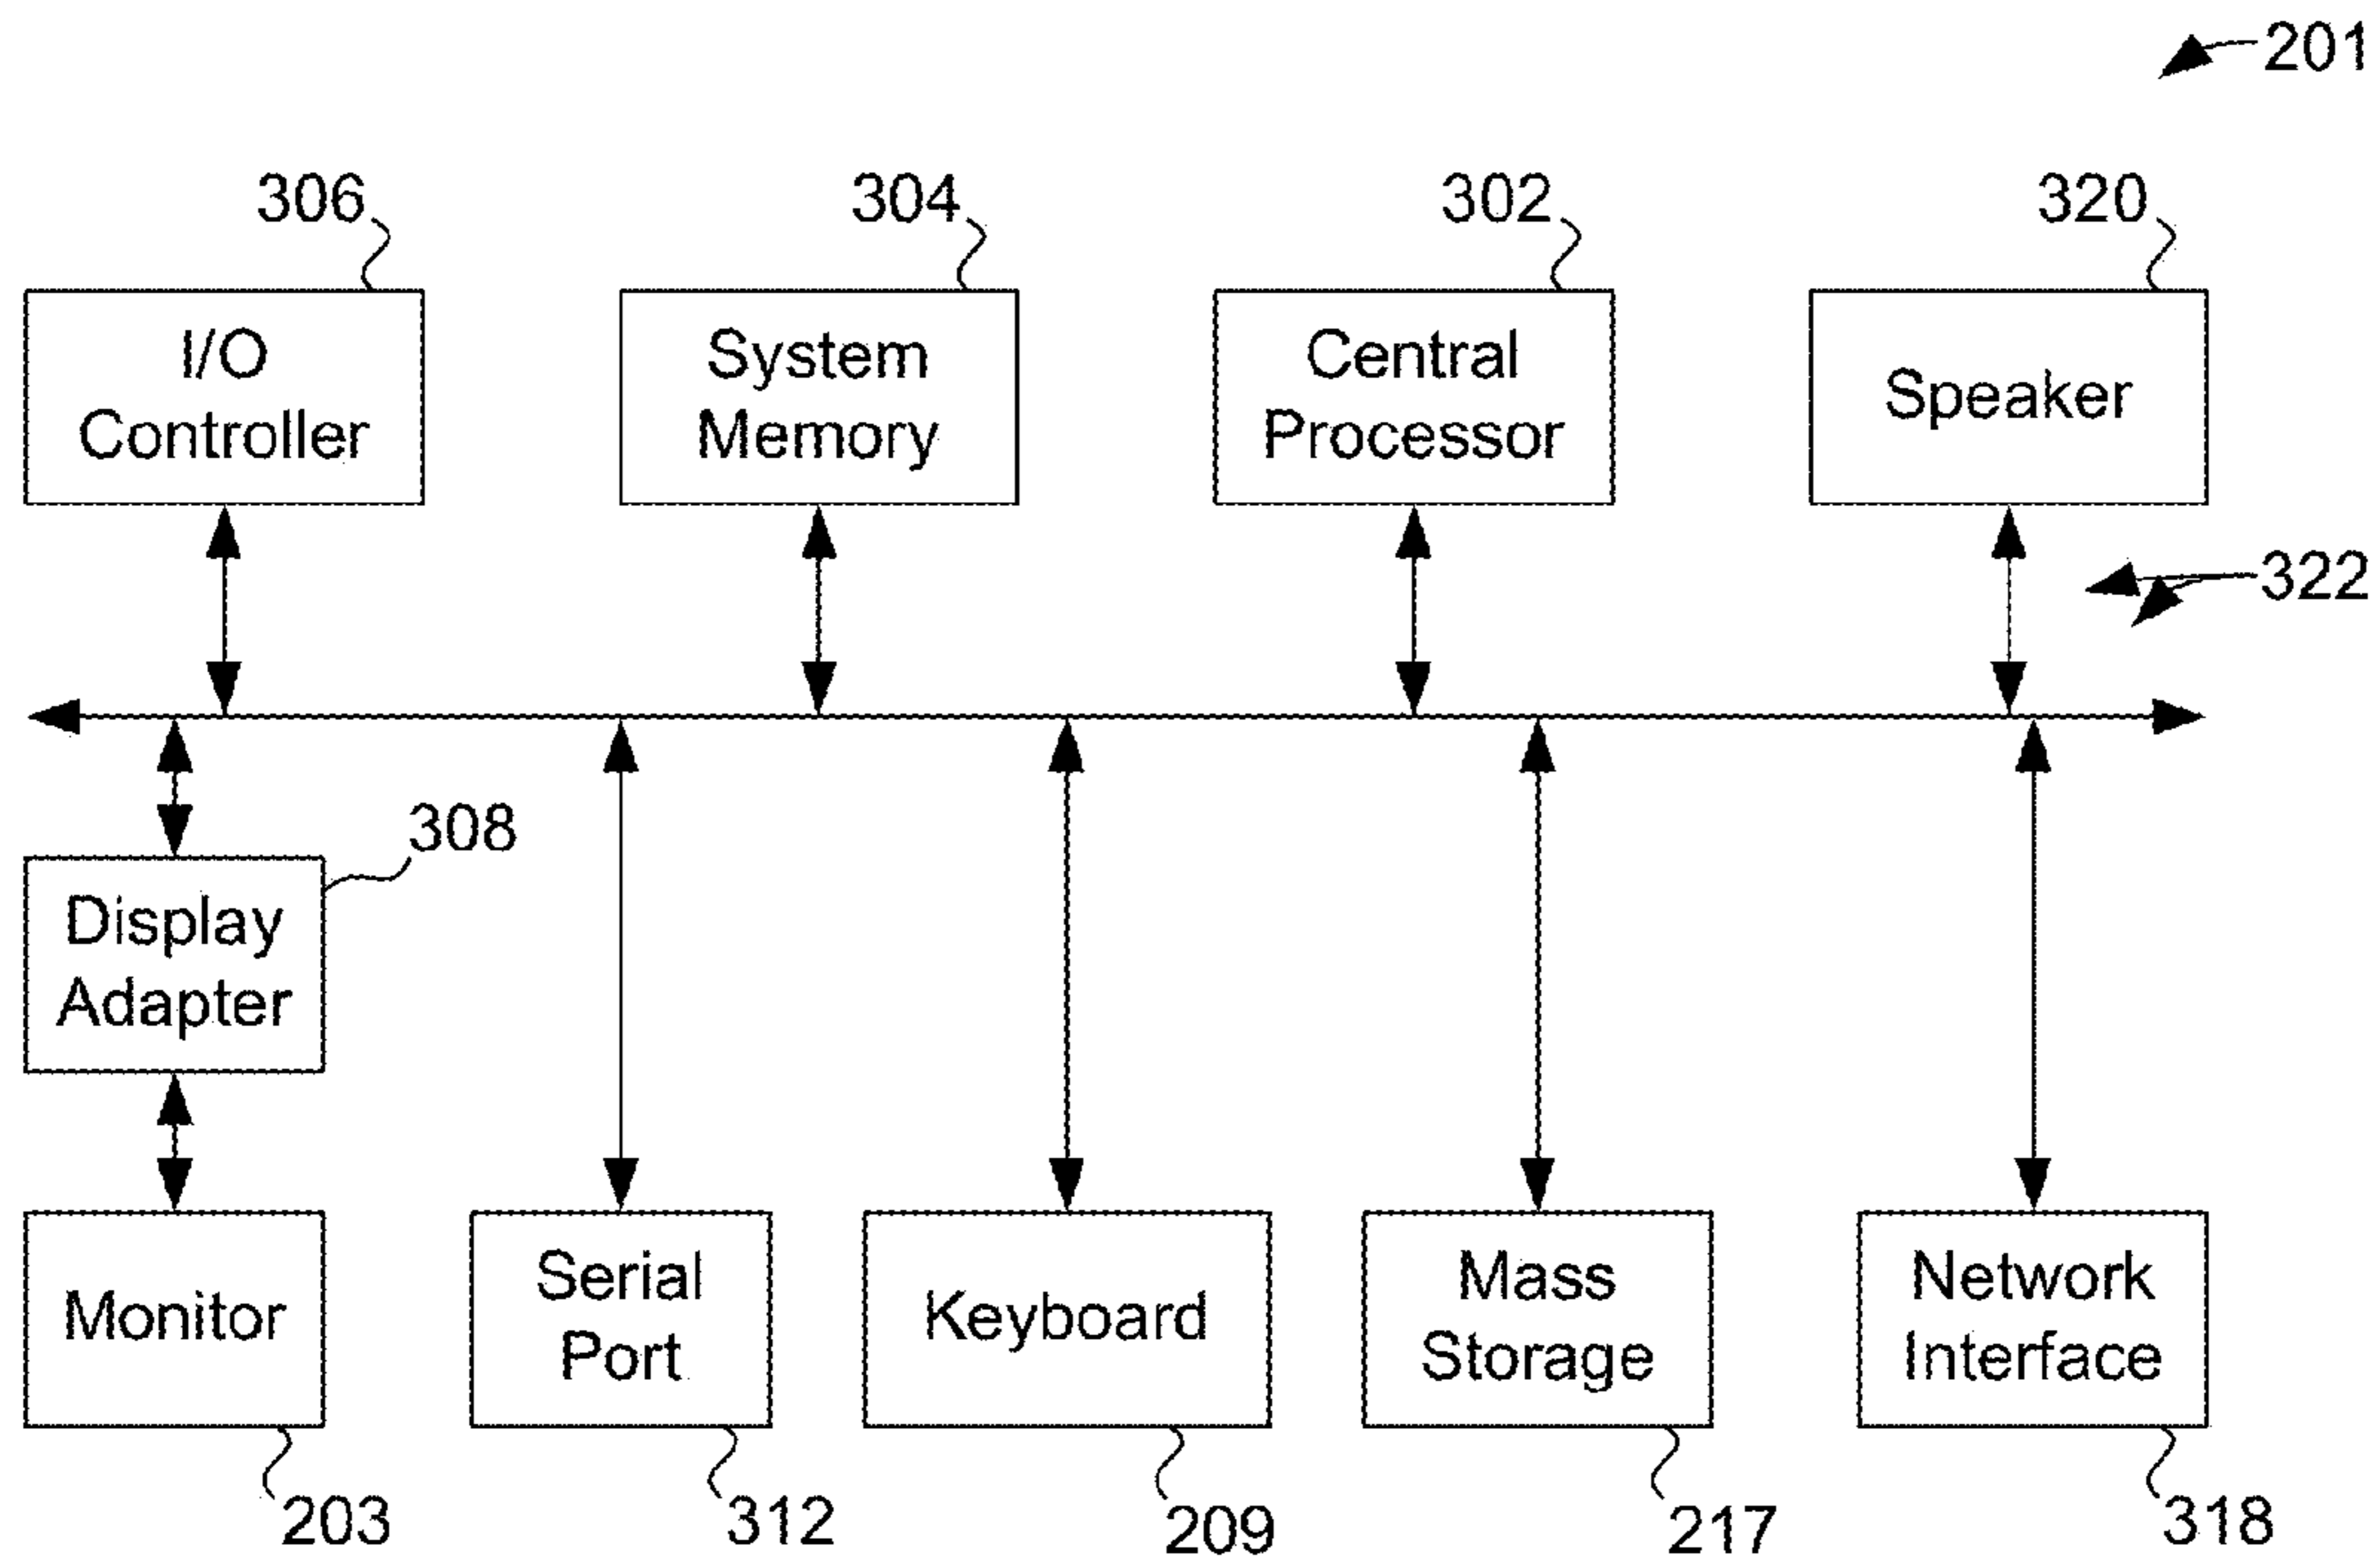 201
306
304
302
320
I/O
Controller
System
Memory
Central
Processor
Speaker
322
308
Display
Adapter
Monitor
Serial
Port
Keyboard
Mass
Storage
Network
Interface
203
312
209
217
318